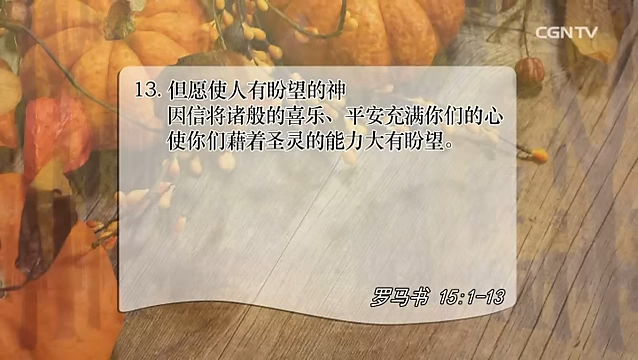 CGNTV
13. 但愿使人有盼望的神
因信将诸般的喜乐、平安充满你们的心
使你们藉着圣灵的能力大有盼望。
罗马书 15:1-13